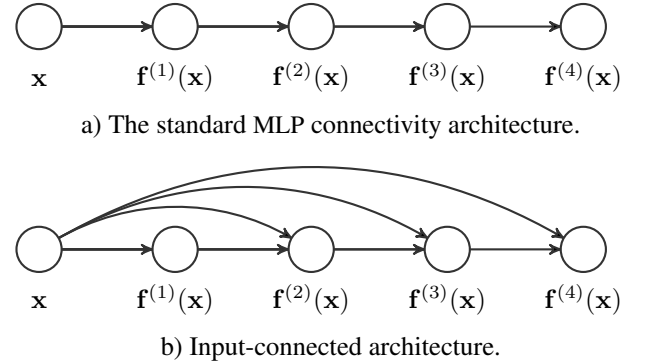 x f⁽¹⁾(x) f⁽²⁾(x) f⁽³⁾(x) f⁽⁴⁾(x)
a) The standard MLP connectivity architecture.
x f⁽¹⁾(x) f⁽²⁾(x) f⁽³⁾(x) f⁽⁴⁾(x)
b) Input-connected architecture.